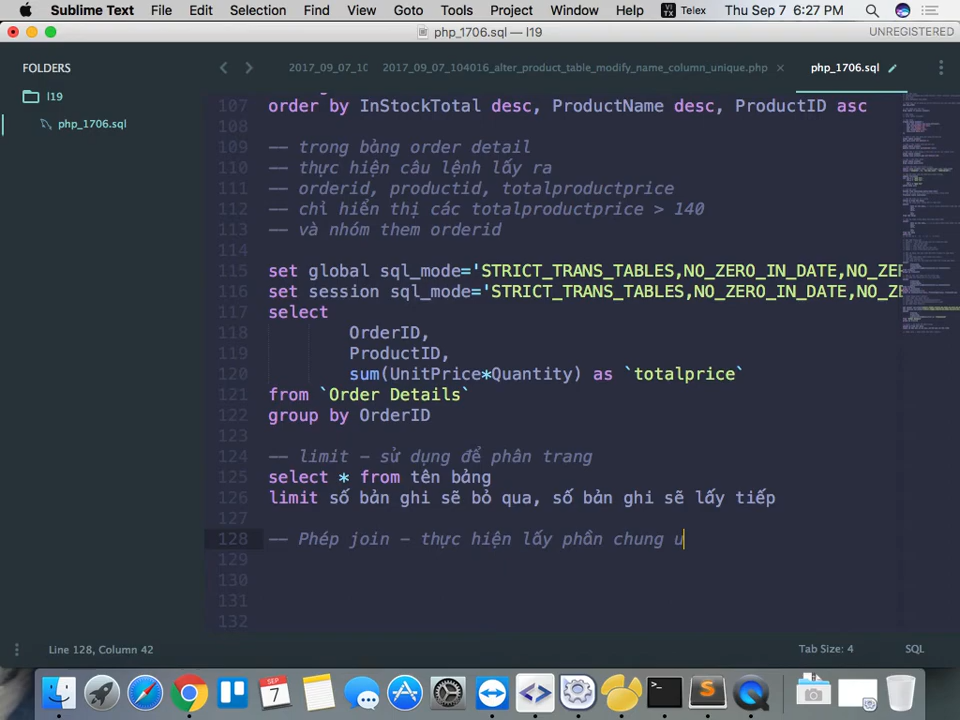 Sublime Text File Edit Selection Find View Goto Tools Project Window Help Telex Thu Sep 7 6:27 PM
php_1706.sql — l19 UNREGISTERED
FOLDERS
l19
php_1706.sql
2017_09_07_10 2017_09_07_104016_alter_product_table_modify_name_column_unique.php × php_1706.sql
107 order by InStockTotal desc, ProductName desc, ProductID asc
108
109 -- trong bảng order detail
110 -- thực hiện câu lệnh lấy ra
111 -- orderid, productid, totalproductprice
112 -- chỉ hiển thị các totalproductprice > 140
113 -- và nhóm them orderid
114
115 set global sql_mode='STRICT_TRANS_TABLES,NO_ZERO_IN_DATE,NO_ZE
116 set session sql_mode='STRICT_TRANS_TABLES,NO_ZERO_IN_DATE,NO_Z
117 select
118 OrderID,
119 ProductID,
120 sum(UnitPrice*Quantity) as `totalprice`
121 from `Order Details`
122 group by OrderID
123
124 -- limit - sử dụng để phân trang
125 select * from tên bảng
126 limit số bản ghi sẽ bỏ qua, số bản ghi sẽ lấy tiếp
127
128 -- Phép join - thực hiện lấy phần chung u
129
130
131
132
Line 128, Column 42 Tab Size: 4 SQL